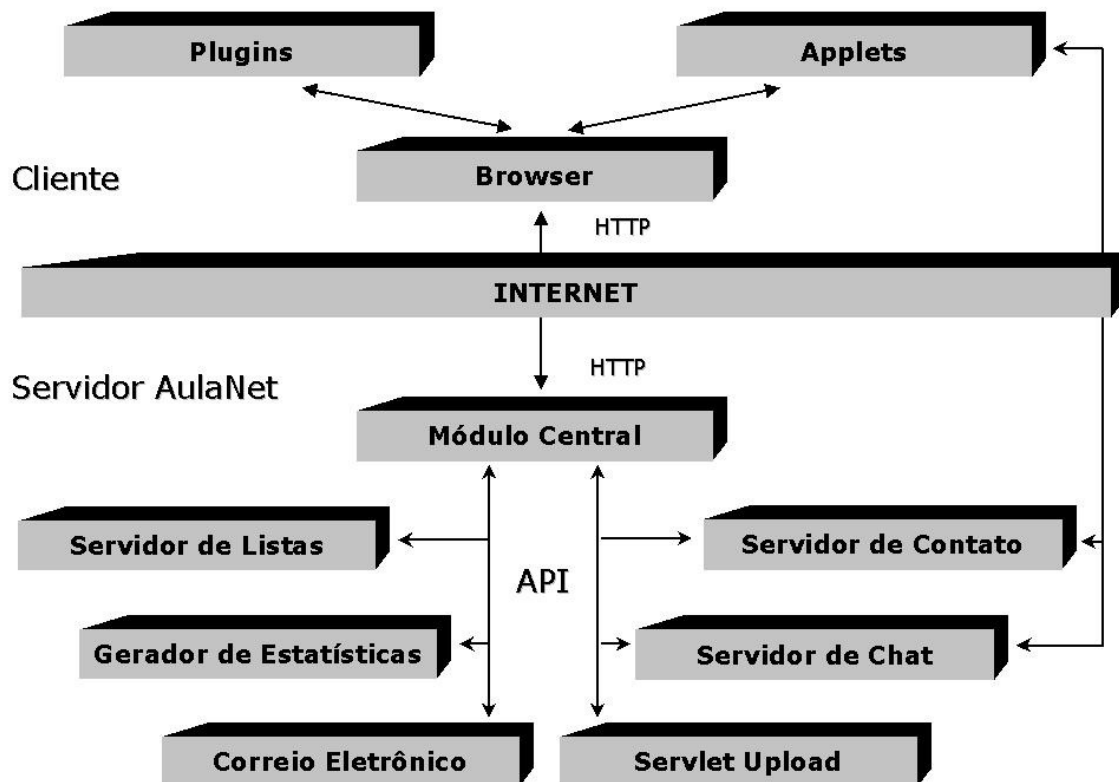 Plugins
Applets
Browser
Cliente
HTTP
INTERNET
HTTP
Servidor AulaNet
Módulo Central
Servidor de Listas
Servidor de Contato
API
Gerador de Estatísticas
Servidor de Chat
Correio Eletrônico
Servlet Upload